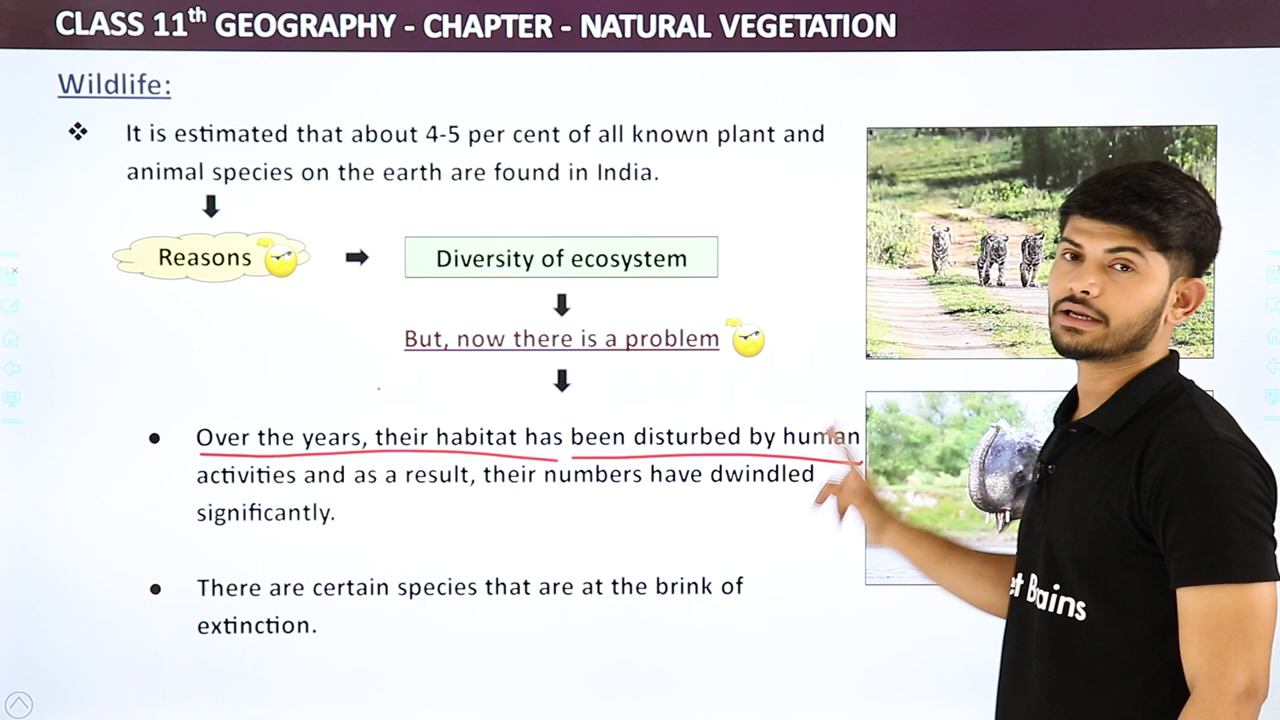 CLASS 11th GEOGRAPHY - CHAPTER - NATURAL VEGETATION
Wildlife:
❖ It is estimated that about 4-5 per cent of all known plant and
animal species on the earth are found in India.
Reasons
Diversity of ecosystem
But, now there is a problem
• Over the years, their habitat has been disturbed by human
activities and as a result, their numbers have dwindled
significantly.
• There are certain species that are at the brink of
extinction.